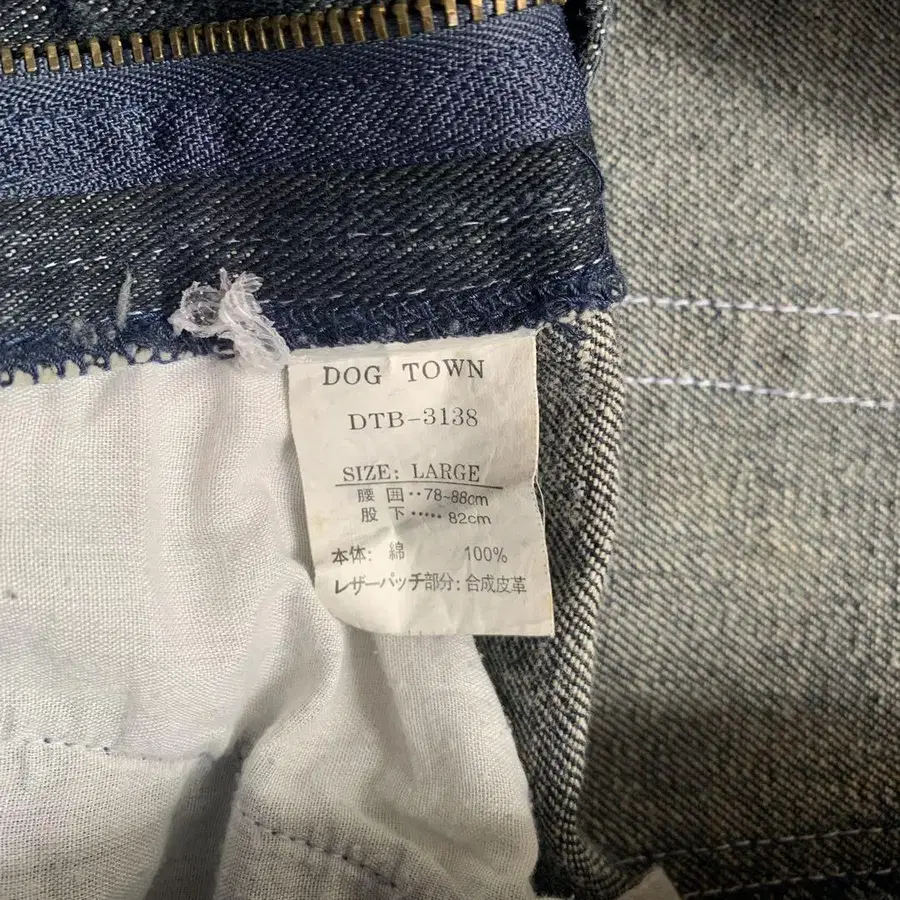 DOG TOWN
DTB-3138
SIZE: LARGE
腰 囲‥78-88cm
股 下‥‥‥82cm
本体: 綿 100%
レザーパッチ部分: 合成皮革